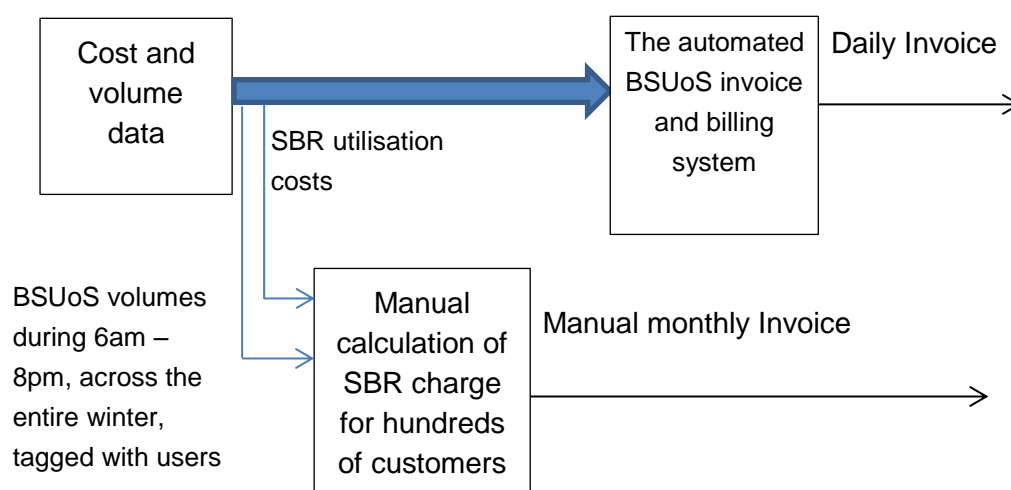 Cost and
volume
data
The automated
BSUoS invoice
and billing
system
Daily Invoice
SBR utilisation
costs
BSUoS volumes
during 6am –
8pm, across the
entire winter,
tagged with users
Manual
calculation of
SBR charge
for hundreds
of customers
Manual monthly Invoice